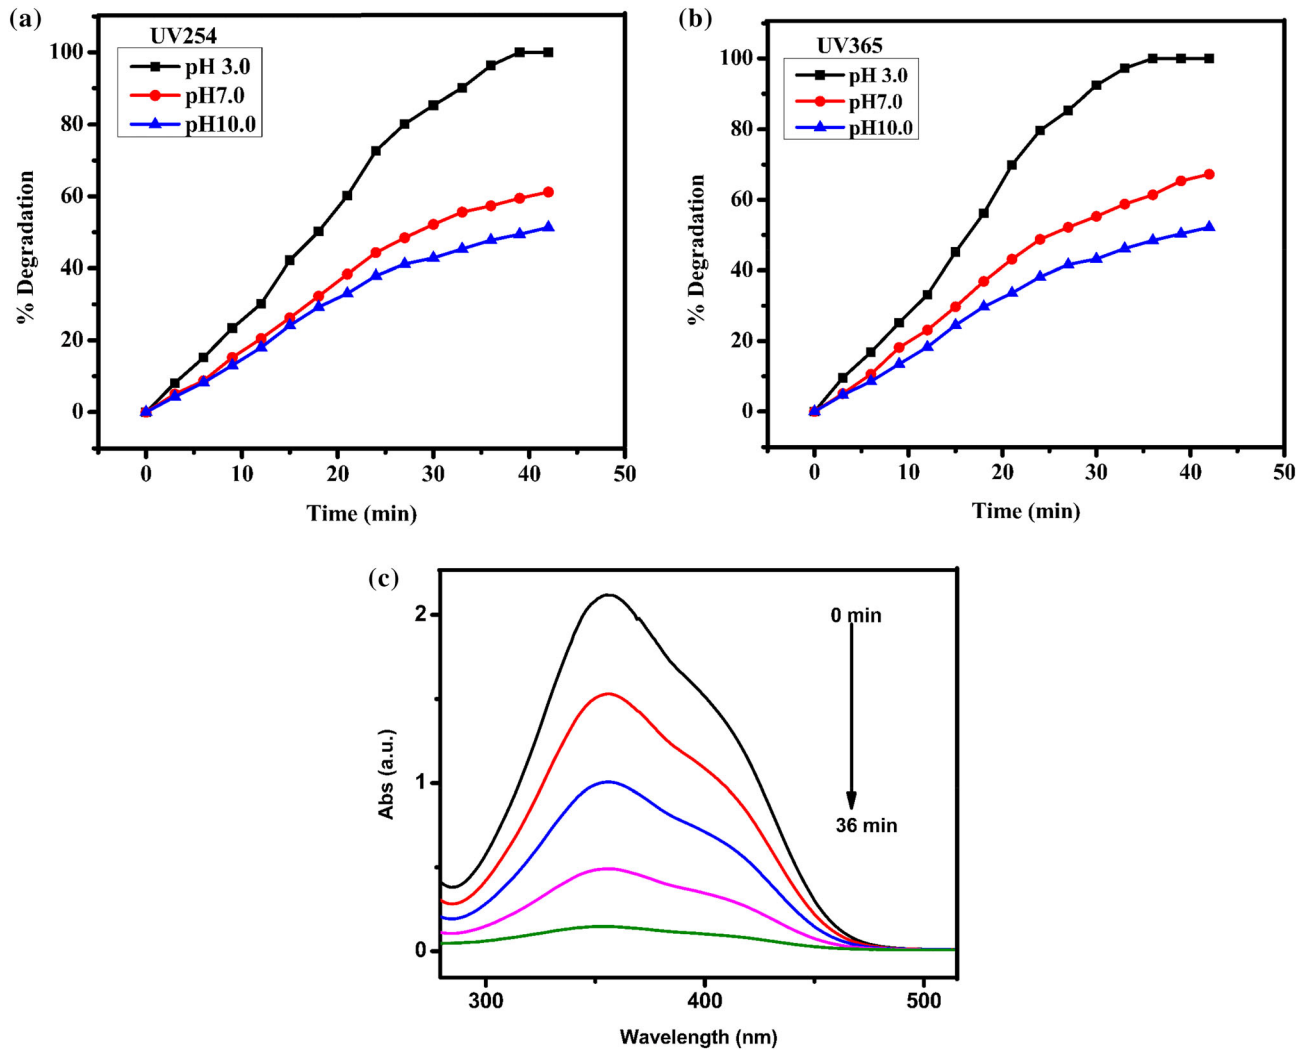 (a)
UV254
pH 3.0
pH7.0
pH10.0
100
80
60
40
20
0
% Degradation
0 10 20 30 40 50
Time (min)
(b)
UV365
pH 3.0
pH7.0
pH10.0
100
80
60
40
20
0
% Degradation
0 10 20 30 40 50
Time (min)
(c)
0 min
36 min
2
1
0
Abs (a.u.)
300 400 500
Wavelength (nm)